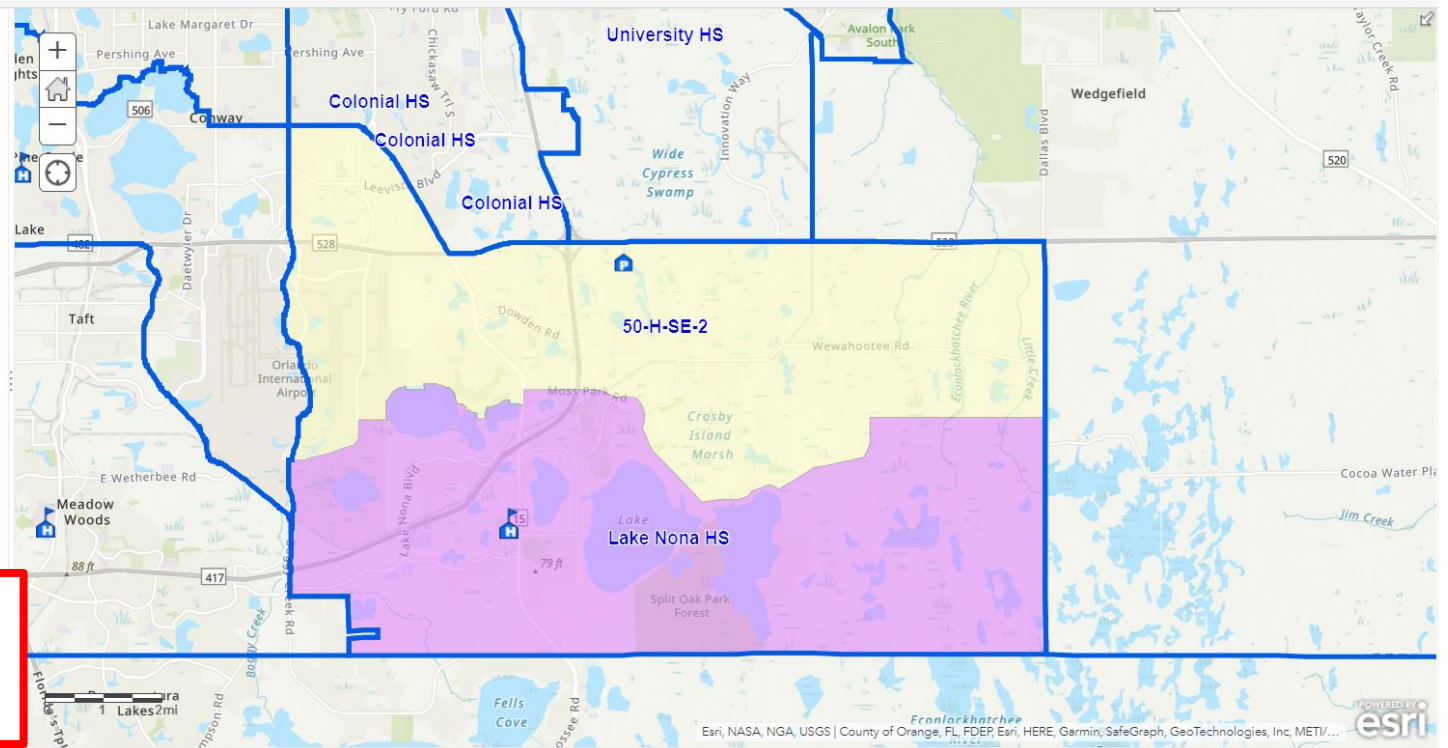 Lake Margaret Dr
University HS
Avalon Park
South
Pershing Ave
Pershing Ave
Chickasaw Trl S
Taylor Creek Rd
Innovation Way
Wedgefield
Dallas Blvd
506
Conway
Colonial HS
Colonial HS
Wide
Cypress
Swamp
520
Leevista Blvd
Colonial HS
Lake
482
Daetwyler Dr
528
Taft
Dowden Rd
50-H-SE-2
Wewahootee Rd
Econlockhatchee River
Little Creek
Orlando
International
Airport
Moss Park Rd
Crosby
Island
Marsh
E Wetherbee Rd
Lake Nona Blvd
Cocoa Water Pla
Meadow
Woods
H
P
15
H
Lake
Lake Nona HS
Jim Creek
88 ft
417
79 ft
Split Oak Park
Forest
Boggy Creek Rd
Boggy Creek
Florida's Tpk
1
Lakes
2mi
Fells
Cove
Econlockhatchee
River
Esri, NASA, NGA, USGS | County of Orange, FL, FDEP, Esri, HERE, Garmin, SafeGraph, GeoTechnologies, Inc, METI/...
POWERED BY
esri